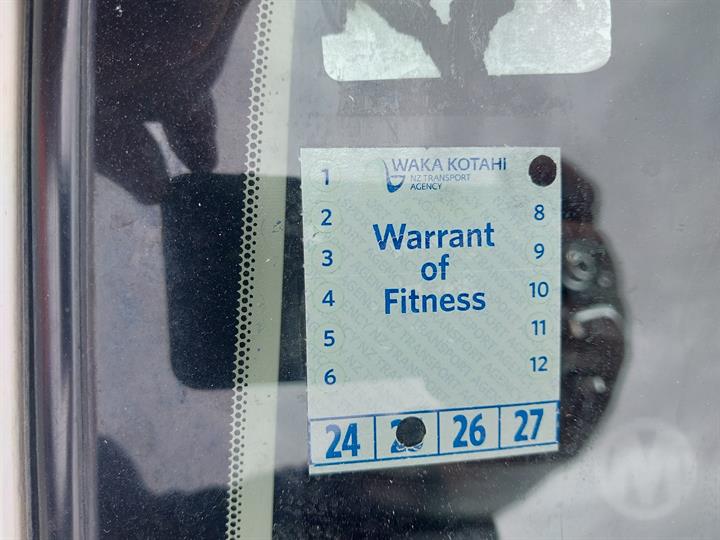 WAKA KOTAHI
NZ TRANSPORT
AGENCY
1
2
3
4
5
6
Warrant
of
Fitness
8
9
10
11
12
24
26
27
M